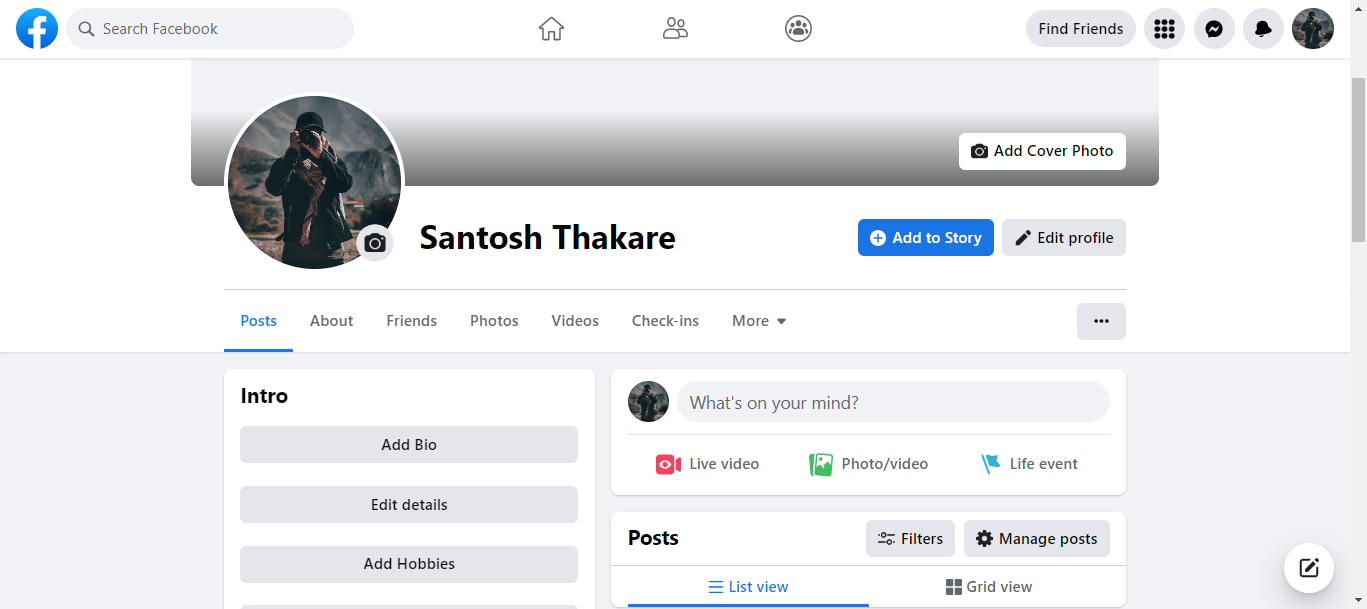 Search Facebook
Find Friends
Add Cover Photo
Santosh Thakare
Add to Story
Edit profile
Posts About Friends Photos Videos Check-ins More
Intro
Add Bio
Edit details
Add Hobbies
What's on your mind?
Live video Photo/video Life event
Posts
Filters
Manage posts
List view
Grid view